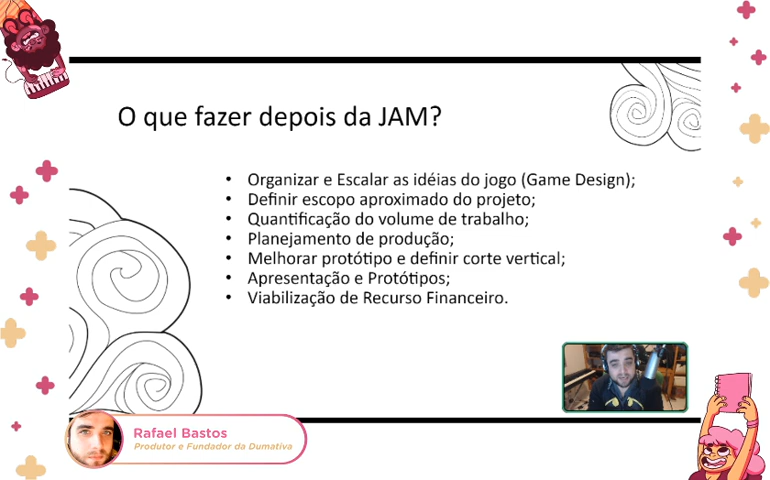 O que fazer depois da JAM?
• Organizar e Escalar as idéias do jogo (Game Design);
• Definir escopo aproximado do projeto;
• Quantificação do volume de trabalho;
• Planejamento de produção;
• Melhorar protótipo e definir corte vertical;
• Apresentação e Protótipos;
• Viabilização de Recurso Financeiro.
Rafael Bastos
Produtor e Fundador da Dumativa